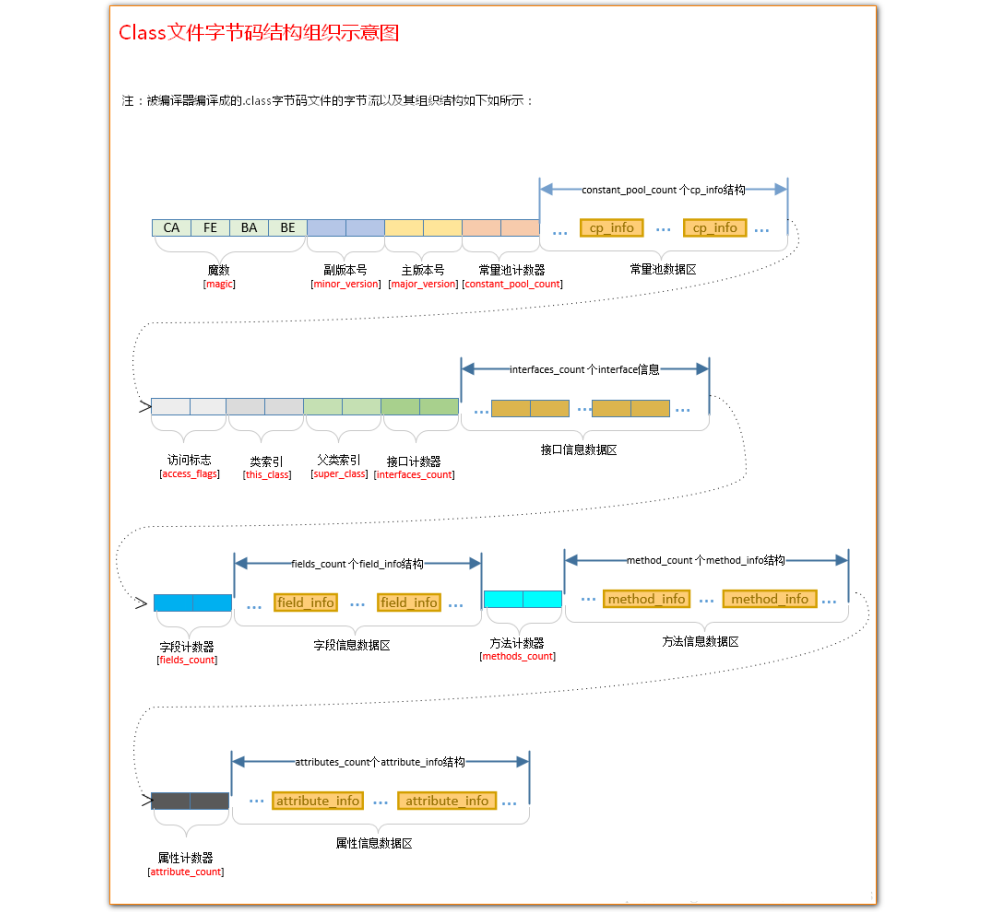 Class文件字节码结构组织示意图
注：被编译器编译成的.class字节码文件的字节流以及其组织结构如下如所示：
constant_pool_count 个cp_info结构
CA FE BA BE ... cp_info ... cp_info ...
魔数 副版本号 主版本号 常量池计数器 常量池数据区
[magic] [minor_version] [major_version] [constant_pool_count]
interfaces_count 个interface信息
... ... ...
访问标志 类索引 父类索引 接口计数器 接口信息数据区
[access_flags] [this_class] [super_class] [interfaces_count]
fields_count 个field_info结构 method_count 个method_info结构
... field_info ... field_info ... ... method_info ... method_info ...
字段计数器 字段信息数据区 方法计数器 方法信息数据区
[fields_count] [methods_count]
attributes_count个attribute_info结构
... attribute_info ... attribute_info ...
属性计数器 属性信息数据区
[attribute_count]